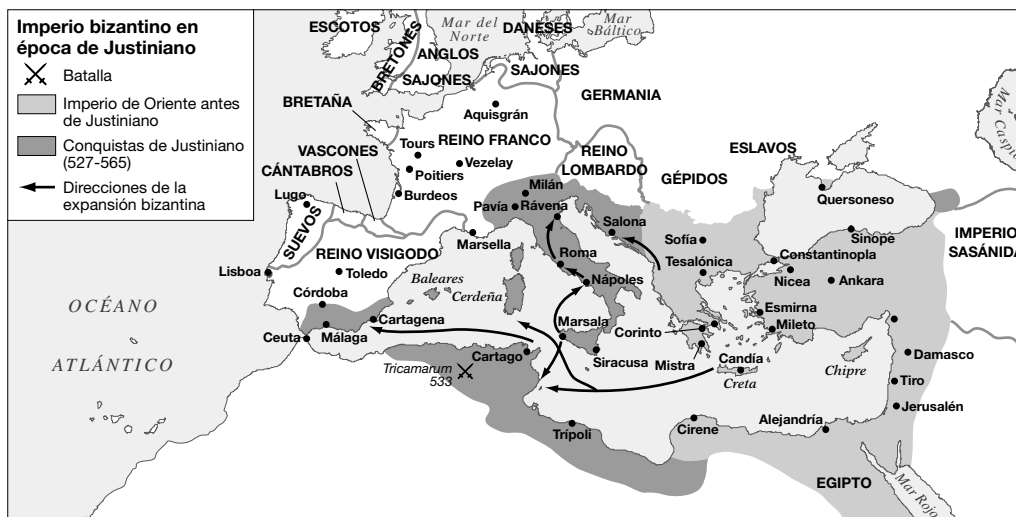 Imperio bizantino en
época de Justiniano
Batalla
Imperio de Oriente antes
de Justiniano
Conquistas de Justiniano
(527-565)
Direcciones de la
expansión bizantina
ESCOTOS
BRETONES
ANGLOS
SAJONES
Mar del
Norte
DANESES
Mar
Báltico
SAJONES
GERMANIA
BRETAÑA
Aquisgrán
REINO FRANCO
Tours
Vezelay
Poitiers
VASCONES
CÁNTABROS
Burdeos
REINO
LOMBARDO
GÉPIDOS
ESLAVOS
Mar Caspio
Lugo
SUEVOS
Milán
Pavía
Rávena
Salona
Quersoneso
REINO VISIGODO
Marsella
Sofía
Sinope
IMPERIO
SASÁNIDA
Lisboa
Toledo
Baleares
Cerdeña
Roma
Nápoles
Tesalónica
Constantinopla
Nicea
Ankara
OCÉANO
ATLÁNTICO
Córdoba
Cartagena
Ceuta
Málaga
Marsala
Corinto
Esmirna
Mileto
Tricamarum
533
Cartago
Siracusa
Mistra
Candía
Creta
Chipre
Damasco
Tiro
Jerusalén
Trípoli
Cirene
Alejandría
EGIPTO
Mar Rojo